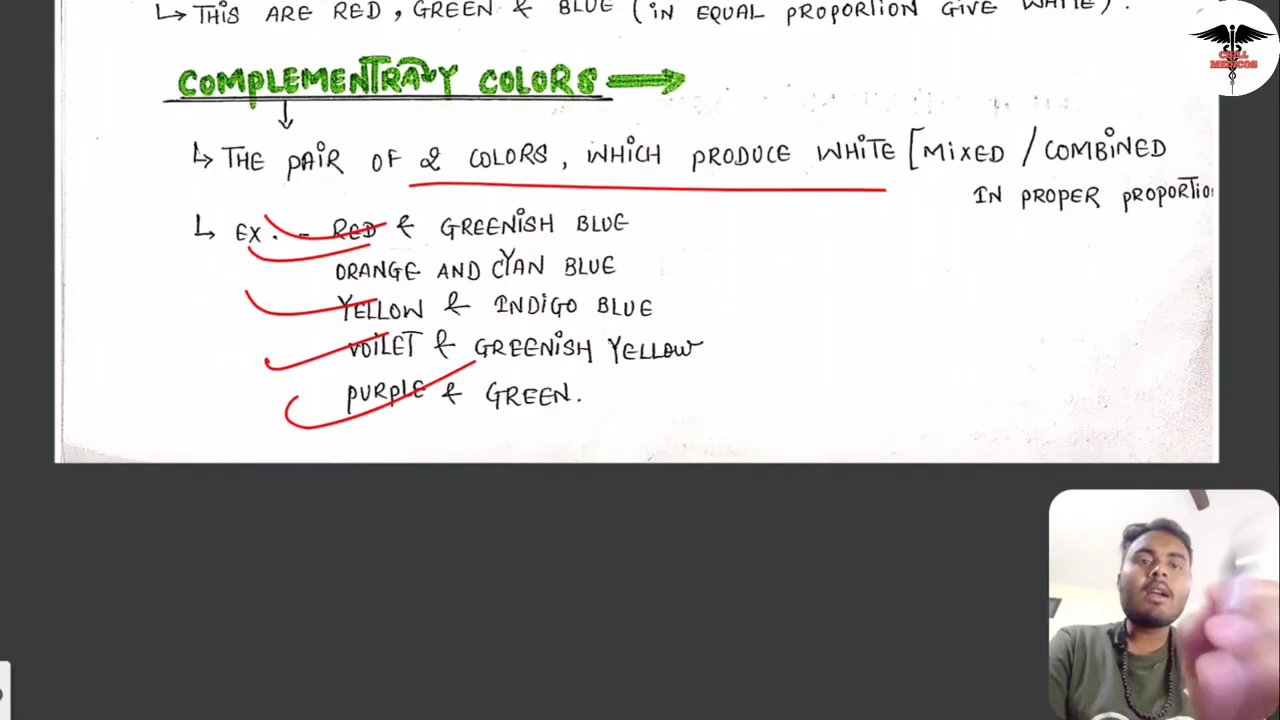 ↳ THIS ARE RED, GREEN & BLUE (IN EQUAL PROPORTION GIVE WHITE).
CHILL
MEDICOS
COMPLEMENTRAY COLORS
↳ THE PAIR OF 2 COLORS, WHICH PRODUCE WHITE [MIXED / COMBINED
IN PROPER PROPORTIO
↳ EX. - RED & GREENISH BLUE
ORANGE AND CYAN BLUE
YELLOW & INDIGO BLUE
VOILET & GREENISH YELLOW
PURPLE & GREEN.